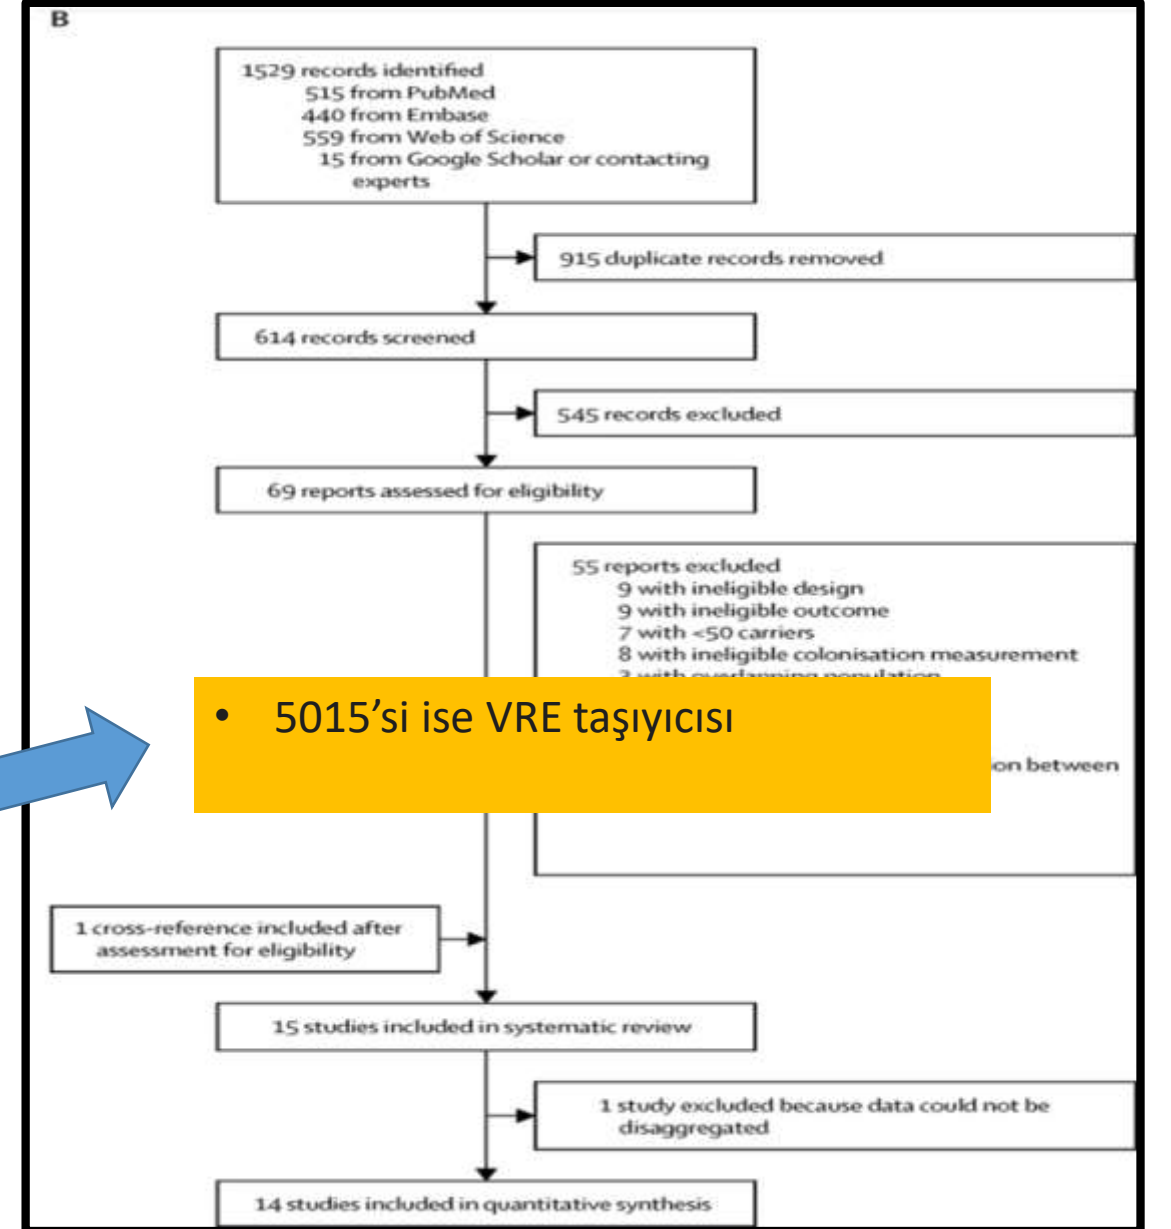 B
1529 records identified
515 from PubMed
440 from Embase
559 from Web of Science
15 from Google Scholar or contacting
experts
915 duplicate records removed
614 records screened
545 records excluded
69 reports assessed for eligibility
55 reports excluded
9 with ineligible design
9 with ineligible outcome
7 with <50 carriers
8 with ineligible colonisation measurement
with overlapping population
• 5015’si ise VRE taşıyıcısı
on between
1 cross-reference included after
assessment for eligibility
15 studies included in systematic review
1 study excluded because data could not be
disaggregated
14 studies included in quantitative synthesis